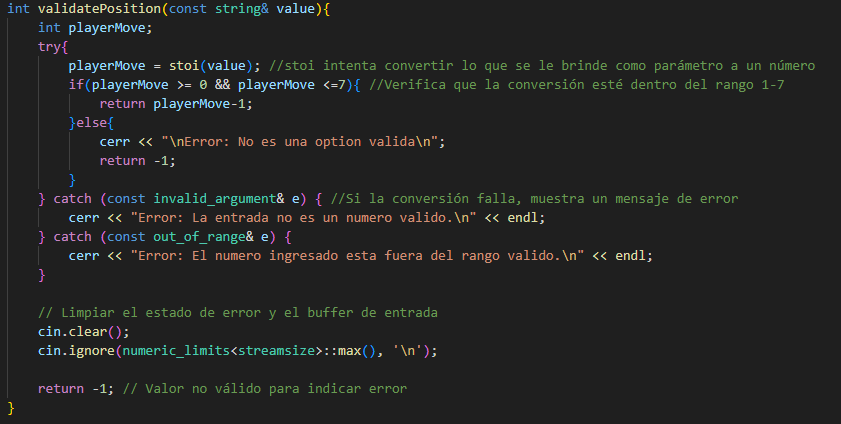 int validatePosition(const string& value){
    int playerMove;
    try{
        playerMove = stoi(value); //stoi intenta convertir lo que se le brinde como parámetro a un número
        if(playerMove >= 0 && playerMove <=7){ //Verifica que la conversión esté dentro del rango 1-7
            return playerMove-1;
        }else{
            cerr << "\nError: No es una option valida\n";
            return -1;
        }
    } catch (const invalid_argument& e) { //Si la conversión falla, muestra un mensaje de error
        cerr << "Error: La entrada no es un numero valido.\n" << endl;
    } catch (const out_of_range& e) {
        cerr << "Error: El numero ingresado esta fuera del rango valido.\n" << endl;
    }

    // Limpiar el estado de error y el buffer de entrada
    cin.clear();
    cin.ignore(numeric_limits<streamsize>::max(), '\n');

    return -1; // Valor no válido para indicar error
}